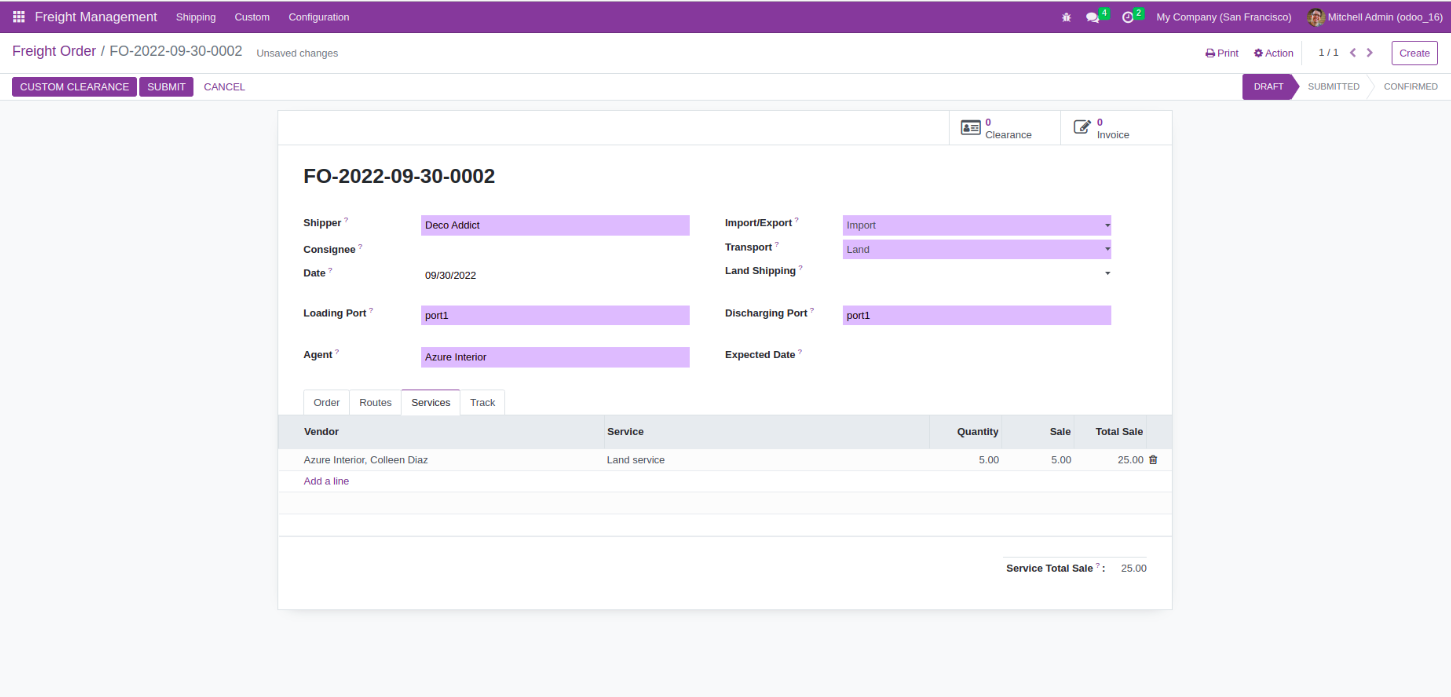 Freight Management Shipping Custom Configuration 4 2 My Company (San Francisco) Mitchell Admin (odoo_16)
Freight Order / FO-2022-09-30-0002 Unsaved changes Print Action 1 / 1 Create
CUSTOM CLEARANCE SUBMIT CANCEL DRAFT SUBMITTED CONFIRMED
0 Clearance 0 Invoice
FO-2022-09-30-0002
Shipper ? Deco Addict Import/Export ? Import
Consignee ? Transport ? Land
Date ? 09/30/2022 Land Shipping ?
Loading Port ? port1 Discharging Port ? port1
Agent ? Azure Interior Expected Date ?
Order Routes Services Track
Vendor Service Quantity Sale Total Sale
Azure Interior, Colleen Diaz Land service 5.00 5.00 25.00
Add a line
Service Total Sale ? : 25.00